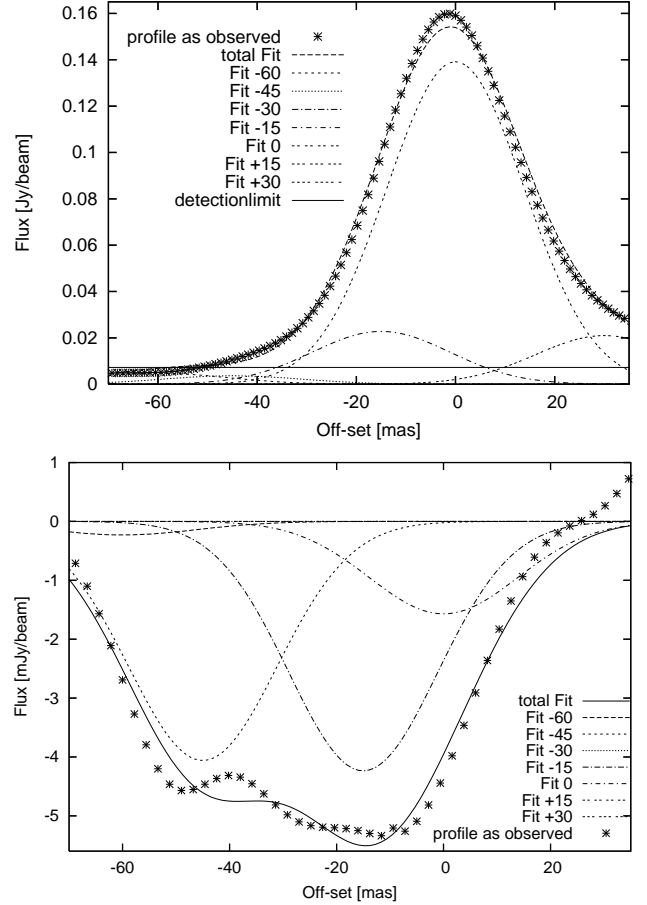 0.16
0.14
0.12
0.1
0.08
0.06
0.04
0.02
0
Flux [Jy/beam]
profile as observed
total Fit
Fit -60
Fit -45
Fit -30
Fit -15
Fit 0
Fit +15
Fit +30
detectionlimit
-60 -40 -20 0 20
Off-set [mas]
1
0
-1
-2
-3
-4
-5
Flux [mJy/beam]
total Fit
Fit -60
Fit -45
Fit -30
Fit -15
Fit 0
Fit +15
Fit +30
profile as observed
-60 -40 -20 0 20
Off-set [mas]